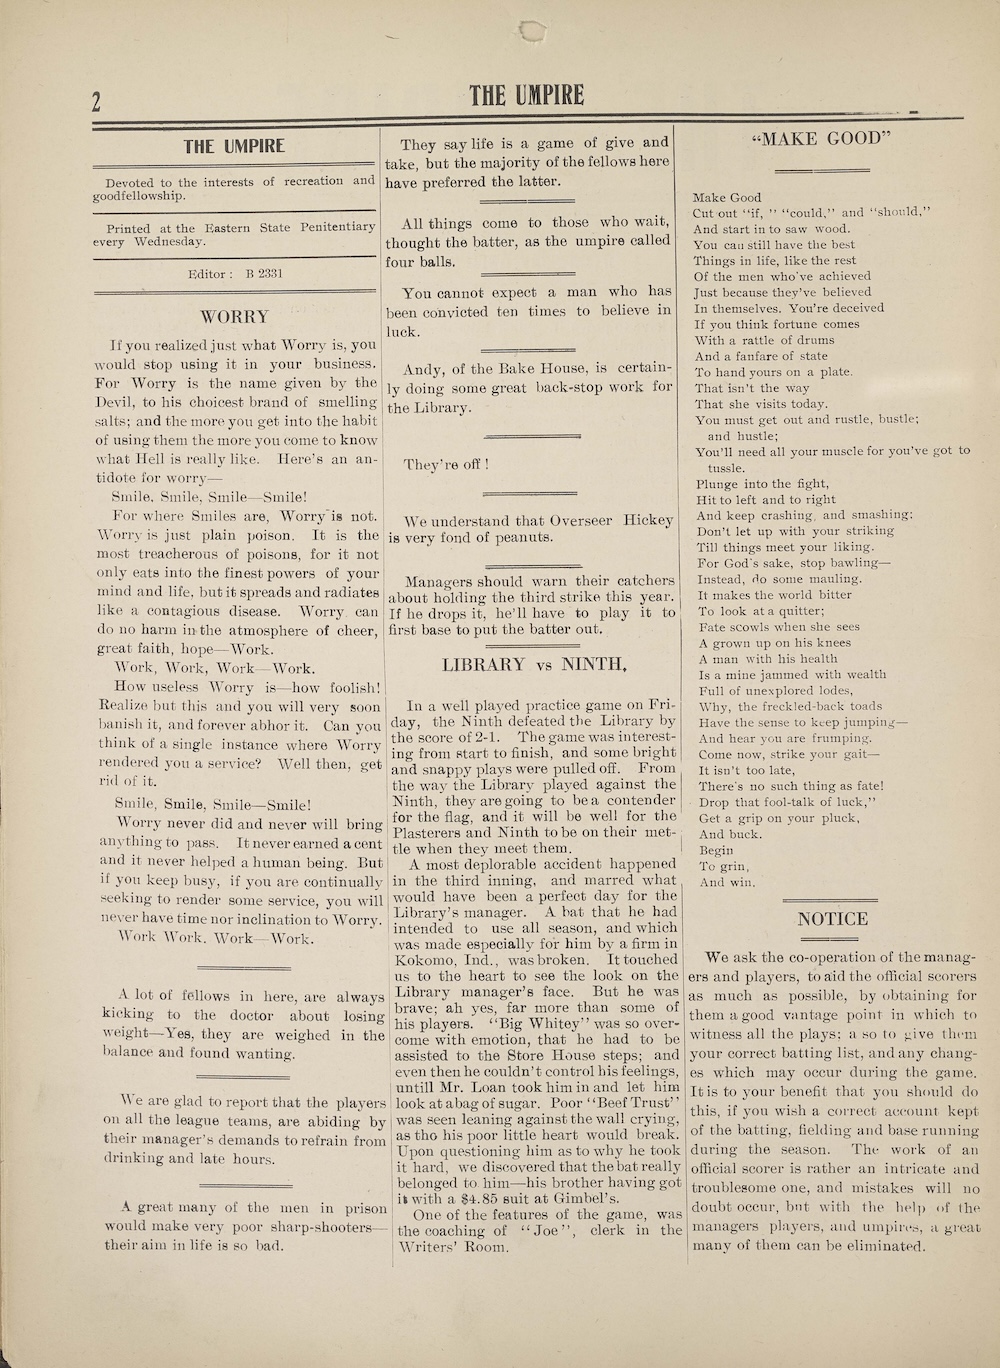 2
THE UMPIRE
THE UMPIRE
Devoted to the interests of recreation and
goodfellowship.
Printed at the Eastern State Penitentiary
every Wednesday.
Editor : B 2331
WORRY
If you realized just what Worry is, you
would stop using it in your business.
For Worry is the name given by the
Devil, to his choicest brand of smelling
salts; and the more you get into the habit
of using them the more you come to know
what Hell is really like. Here's an an-
tidote for worry—
Smile, Smile, Smile—Smile!
For where Smiles are, Worry is not.
Worry is just plain poison. It is the
most treacherous of poisons, for it not
only eats into the finest powers of your
mind and life, but it spreads and radiates
like a contagious disease. Worry can
do no harm in the atmosphere of cheer,
great faith, hope—Work.
Work, Work, Work—Work.
How useless Worry is—how foolish!
Realize but this and you will very soon
banish it, and forever abhor it. Can you
think of a single instance where Worry
rendered you a service? Well then, get
rid of it.
Smile, Smile, Smile—Smile!
Worry never did and never will bring
anything to pass. It never earned a cent
and it never helped a human being. But
if you keep busy, if you are continually
seeking to render some service, you will
never have time nor inclination to Worry.
Work Work. Work—Work.
A lot of fellows in here, are always
kicking to the doctor about losing
weight—Yes, they are weighed in the
balance and found wanting.
We are glad to report that the players
on all the league teams, are abiding by
their manager's demands to refrain from
drinking and late hours.
A great many of the men in prison
would make very poor sharp-shooters—
their aim in life is so bad.
They say life is a game of give and
take, but the majority of the fellows here
have preferred the latter.
All things come to those who wait,
thought the batter, as the umpire called
four balls.
You cannot expect a man who has
been convicted ten times to believe in
luck.
Andy, of the Bake House, is certain-
ly doing some great back-stop work for
the Library.
They're off !
We understand that Overseer Hickey
is very fond of peanuts.
Managers should warn their catchers
about holding the third strike this year.
If he drops it, he'll have to play it to
first base to put the batter out.
LIBRARY vs NINTH.
In a well played practice game on Fri-
day, the Ninth defeated the Library by
the score of 2-1. The game was interest-
ing from start to finish, and some bright
and snappy plays were pulled off. From
the way the Library played against the
Ninth, they are going to be a contender
for the flag, and it will be well for the
Plasterers and Ninth to be on their met-
tle when they meet them.
A most deplorable accident happened
in the third inning, and marred what
would have been a perfect day for the
Library's manager. A bat that he had
intended to use all season, and which
was made especially for him by a firm in
Kokomo, Ind., was broken. It touched
us to the heart to see the look on the
Library manager's face. But he was
brave; ah yes, far more than some of
his players. "Big Whitey" was so over-
come with emotion, that he had to be
assisted to the Store House steps; and
even then he couldn't control his feelings,
untill Mr. Loan took him in and let him
look at a bag of sugar. Poor "Beef Trust"
was seen leaning against the wall crying,
as tho his poor little heart would break.
Upon questioning him as to why he took
it hard, we discovered that the bat really
belonged to him—his brother having got
it with a $4.85 suit at Gimbel's.
One of the features of the game, was
the coaching of "Joe", clerk in the
Writers' Room.
"MAKE GOOD"
Make Good
Cut out "if, " "could," and "should,"
And start in to saw wood.
You can still have the best
Things in life, like the rest
Of the men who've achieved
Just because they've believed
In themselves. You're deceived
If you think fortune comes
With a rattle of drums
And a fanfare of state
To hand yours on a plate.
That isn't the way
That she visits today.
You must get out and rustle, bustle;
and hustle;
You'll need all your muscle for you've got to
tussle.
Plunge into the fight,
Hit to left and to right
And keep crashing, and smashing;
Don't let up with your striking
Till things meet your liking.
For God's sake, stop bawling—
Instead, do some mauling.
It makes the world bitter
To look at a quitter;
Fate scowls when she sees
A grown up on his knees
A man with his health
Is a mine jammed with wealth
Full of unexplored lodes,
Why, the freckled-back toads
Have the sense to keep jumping—
And hear you are frumping.
Come now, strike your gait—
It isn't too late,
There's no such thing as fate!
Drop that fool-talk of luck,"
Get a grip on your pluck,
And buck.
Begin
To grin,
And win.
NOTICE
We ask the co-operation of the manag-
ers and players, to aid the official scorers
as much as possible, by obtaining for
them a good vantage point in which to
witness all the plays; a so to give them
your correct batting list, and any chang-
es which may occur during the game.
It is to your benefit that you should do
this, if you wish a correct account kept
of the batting, fielding and base running
during the season. The work of an
official scorer is rather an intricate and
troublesome one, and mistakes will no
doubt occur, but with the help of the
managers players, and umpires, a great
many of them can be eliminated.